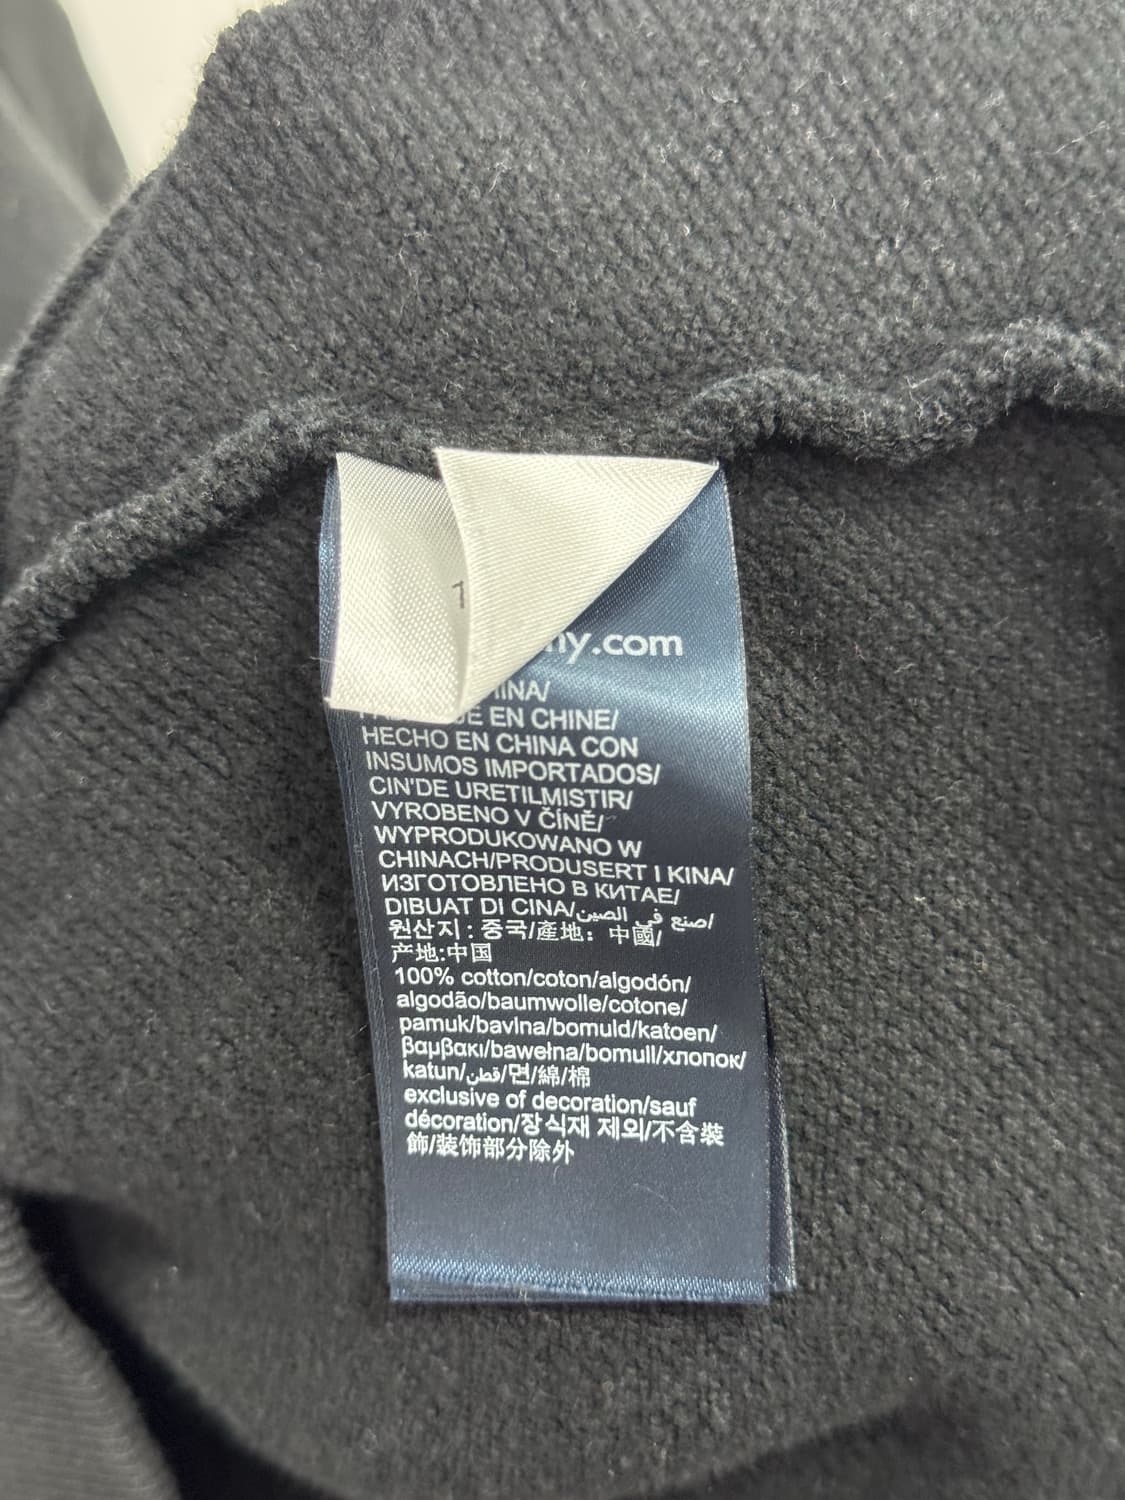 .com
EN CHINE/
HECHO EN CHINA CON
INSUMOS IMPORTADOS/
CIN'DE URETILMISTIR/
VYROBENO V ČÍNĚ/
WYPRODUKOWANO W
CHINACH/PRODUSERT I KINA/
ИЗГОТОВЛЕНО В КИТАЕ/
DIBUAT DI CINA/صنع في الصين/
원산지 : 중국/產地：中國/
产地:中国
100% cotton/coton/algodón/
algodão/baumwolle/cotone/
pamuk/bavlna/bomuld/katoen/
βαμβακι/bawełna/bomull/хлопок/
katun/قطن/면/綿/棉
exclusive of decoration/sauf
décoration/장식재 제외/不含裝
飾/装饰部分除外